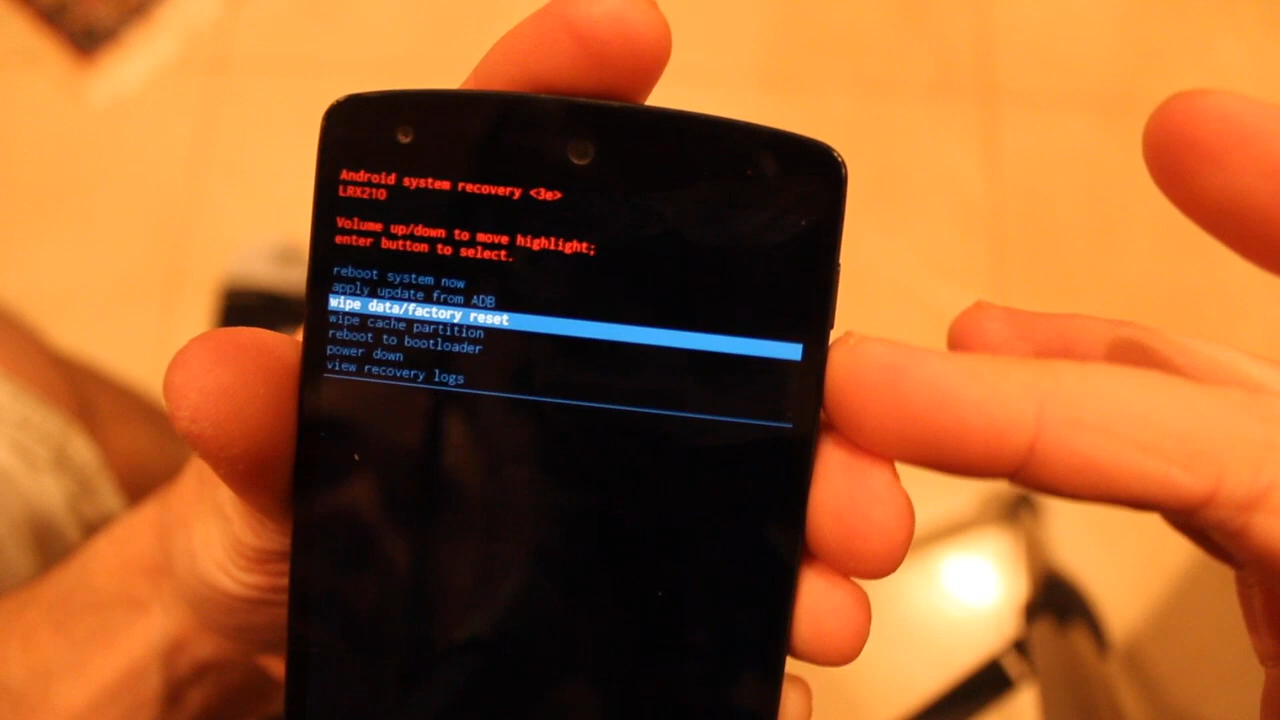 Android system recovery <3e>
LRX21O
Volume up/down to move highlight;
enter button to select.
reboot system now
apply update from ADB
wipe data/factory reset
wipe cache partition
reboot to bootloader
power down
view recovery logs